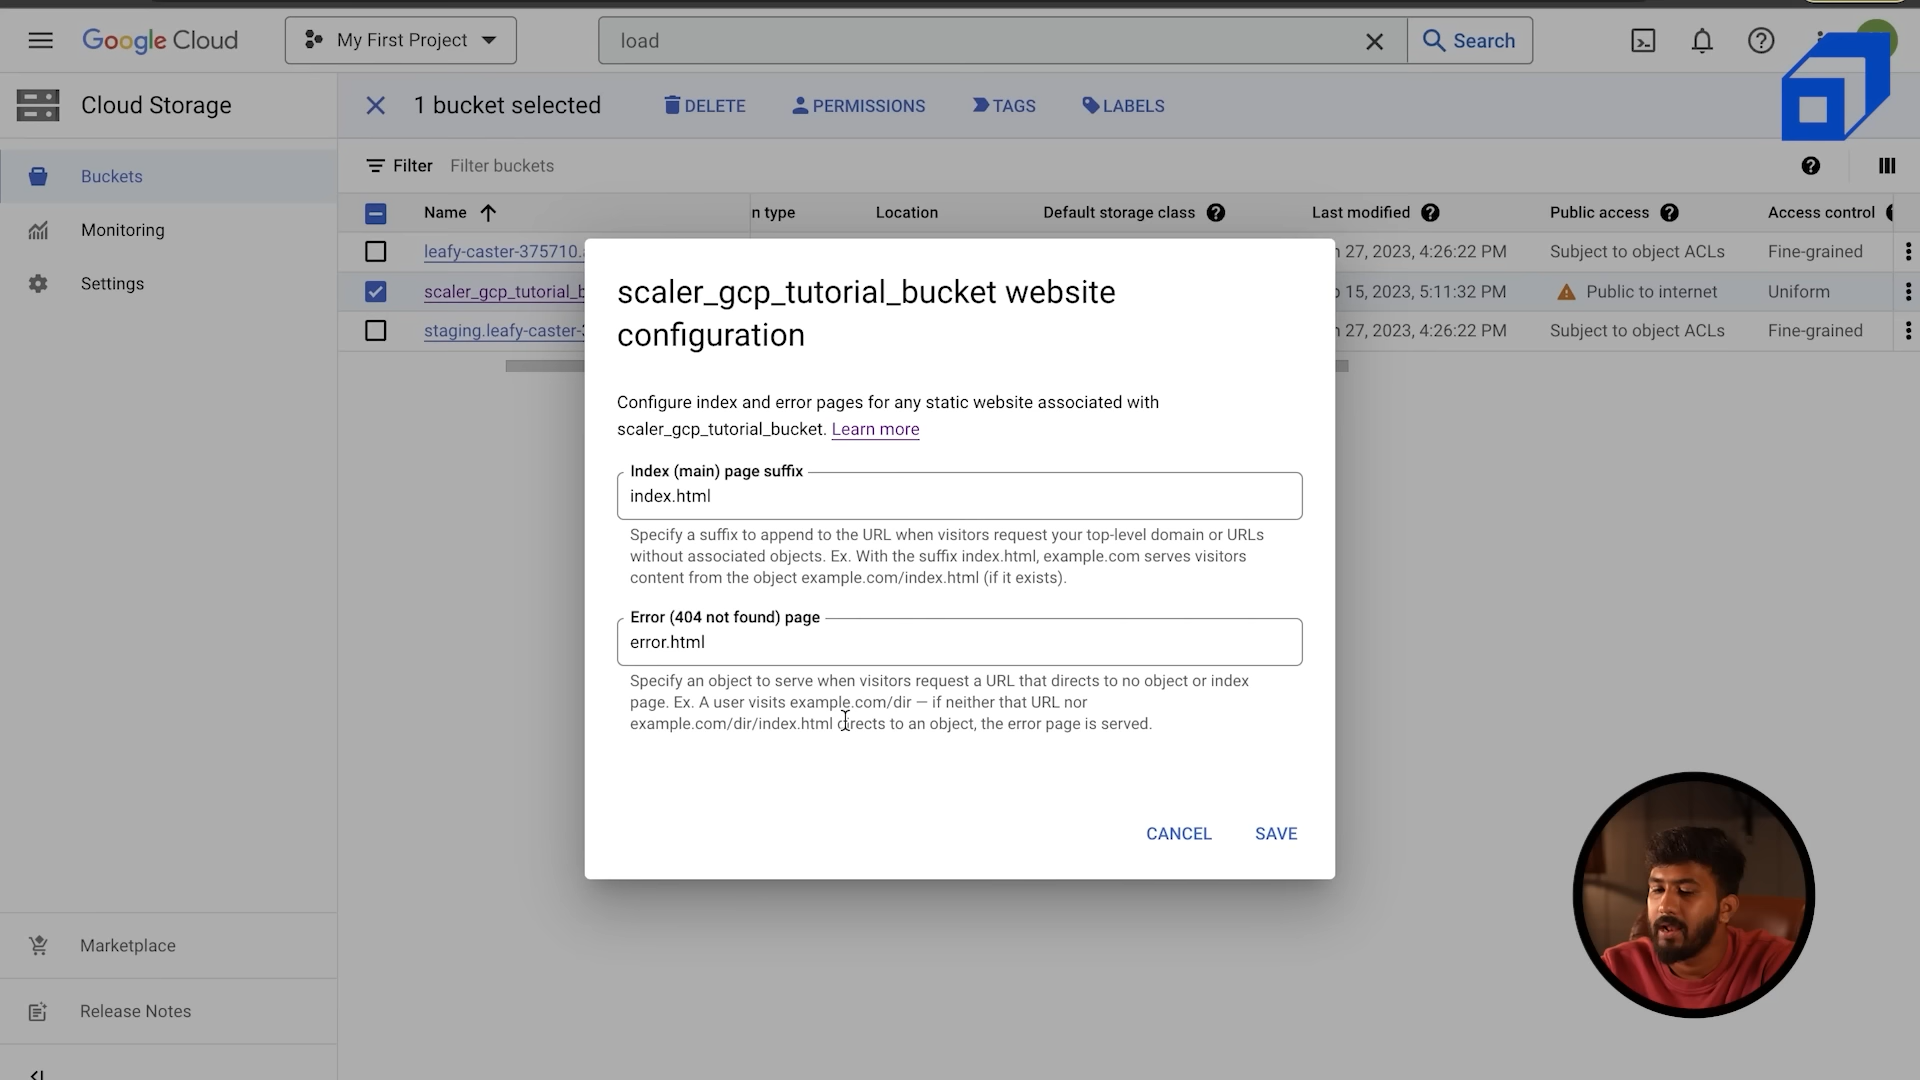 Google Cloud
My First Project
load
Search
Cloud Storage
1 bucket selected
DELETE
PERMISSIONS
TAGS
LABELS
Buckets
Monitoring
Settings
Filter Filter buckets
Name
n type
Location
Default storage class
Last modified
Public access
Access control
leafy-caster-375710.
27, 2023, 4:26:22 PM
Subject to object ACLs
Fine-grained
scaler_gcp_tutorial_b
15, 2023, 5:11:32 PM
Public to internet
Uniform
staging.leafy-caster-
27, 2023, 4:26:22 PM
Subject to object ACLs
Fine-grained
scaler_gcp_tutorial_bucket website
configuration
Configure index and error pages for any static website associated with
scaler_gcp_tutorial_bucket. Learn more
Index (main) page suffix
index.html
Specify a suffix to append to the URL when visitors request your top-level domain or URLs
without associated objects. Ex. With the suffix index.html, example.com serves visitors
content from the object example.com/index.html (if it exists).
Error (404 not found) page
error.html
Specify an object to serve when visitors request a URL that directs to no object or index
page. Ex. A user visits example.com/dir — if neither that URL nor
example.com/dir/index.html directs to an object, the error page is served.
CANCEL
SAVE
Marketplace
Release Notes